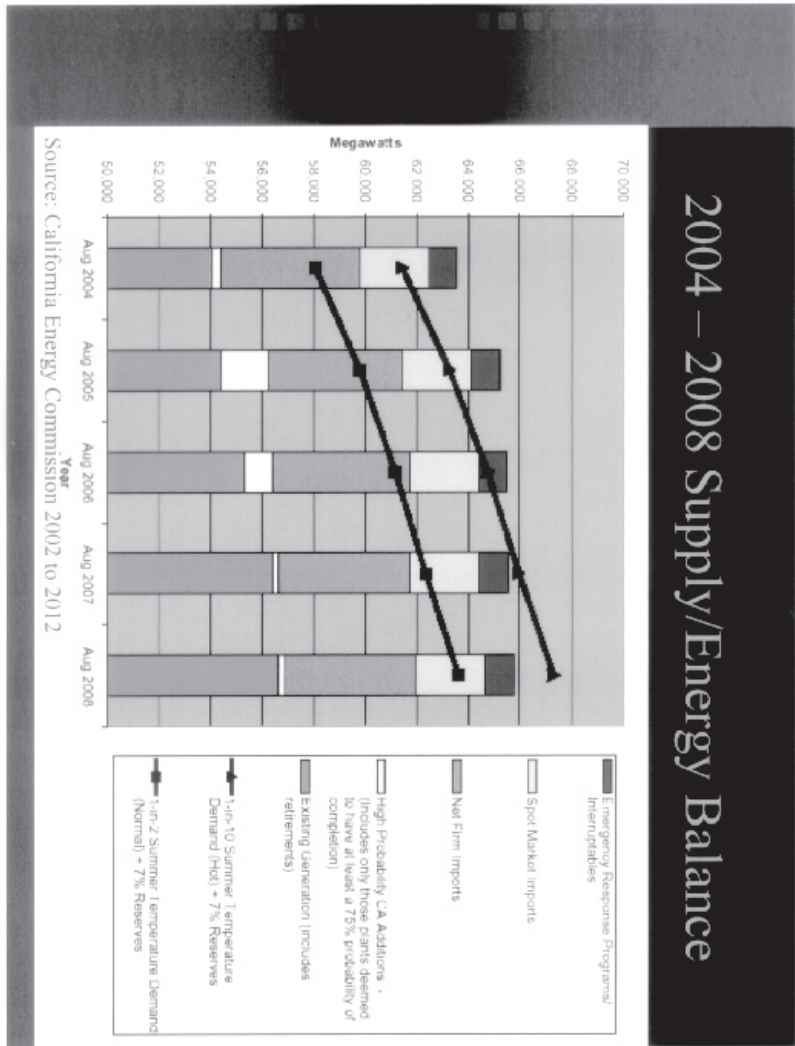 2004 – 2008 Supply/Energy Balance
Megawatts
70 000
68 000
66 000
64 000
62 000
60 000
58 000
56 000
54 000
52 000
50 000
Aug 2004
Aug 2005
Aug 2006
Aug 2007
Aug 2008
Year
Emergency Response Programs/
Interruptables
Spot Market Imports
Net Firm Imports
High Probability CA Additions -
(Includes only those plants deemed
to have at least a 75% probability of
completion)
Existing Generation (Includes
retirements)
1-in-10 Summer Temperature
Demand (Hot) + 7% Reserves
1-in-2 Summer Temperature Demand
(Normal) + 7% Reserves
Source: California Energy Commission 2002 to 2012